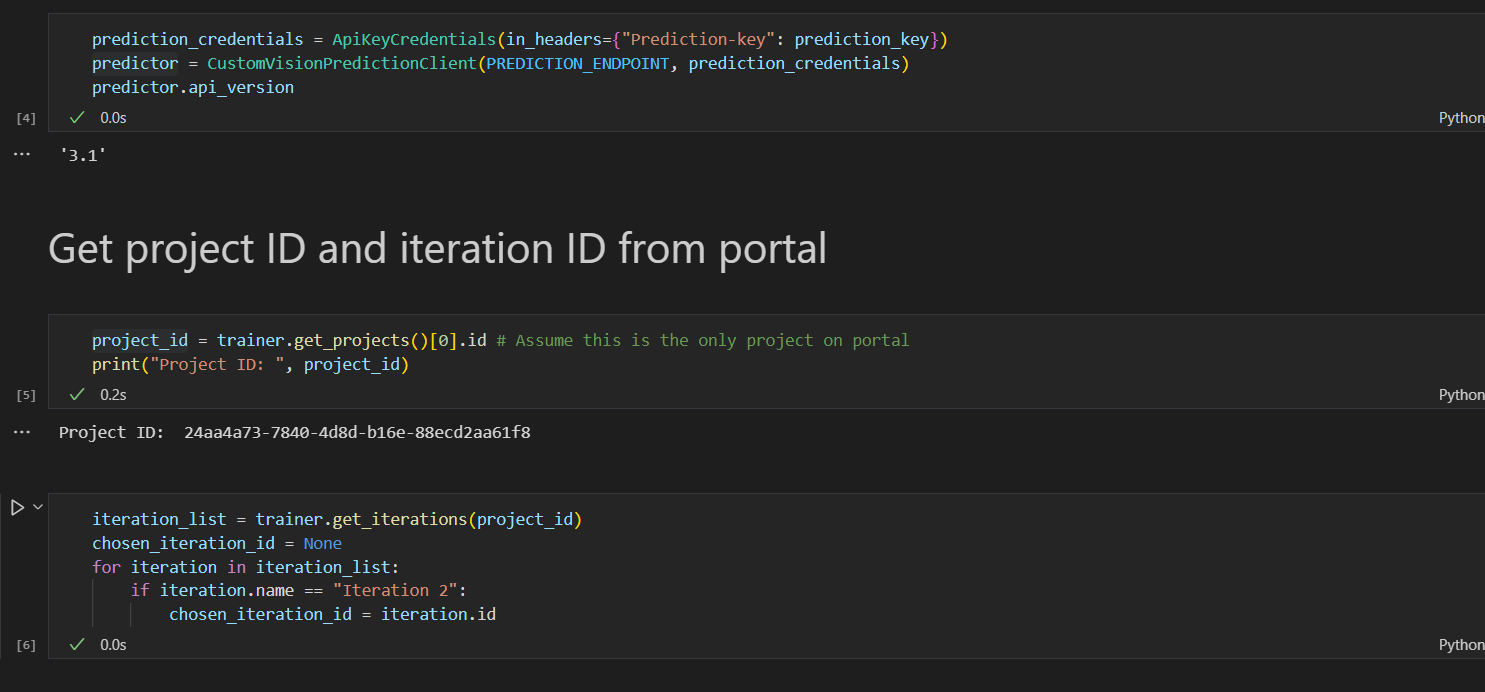 prediction_credentials = ApiKeyCredentials(in_headers={"Prediction-key": prediction_key})
predictor = CustomVisionPredictionClient(PREDICTION_ENDPOINT, prediction_credentials)
predictor.api_version
[4] ✓ 0.0s Python
... '3.1'
Get project ID and iteration ID from portal
project_id = trainer.get_projects()[0].id # Assume this is the only project on portal
print("Project ID: ", project_id)
[5] ✓ 0.2s Python
... Project ID:  24aa4a73-7840-4d8d-b16e-88ecd2aa61f8
iteration_list = trainer.get_iterations(project_id)
chosen_iteration_id = None
for iteration in iteration_list:
    if iteration.name == "Iteration 2":
        chosen_iteration_id = iteration.id
[6] ✓ 0.0s Python